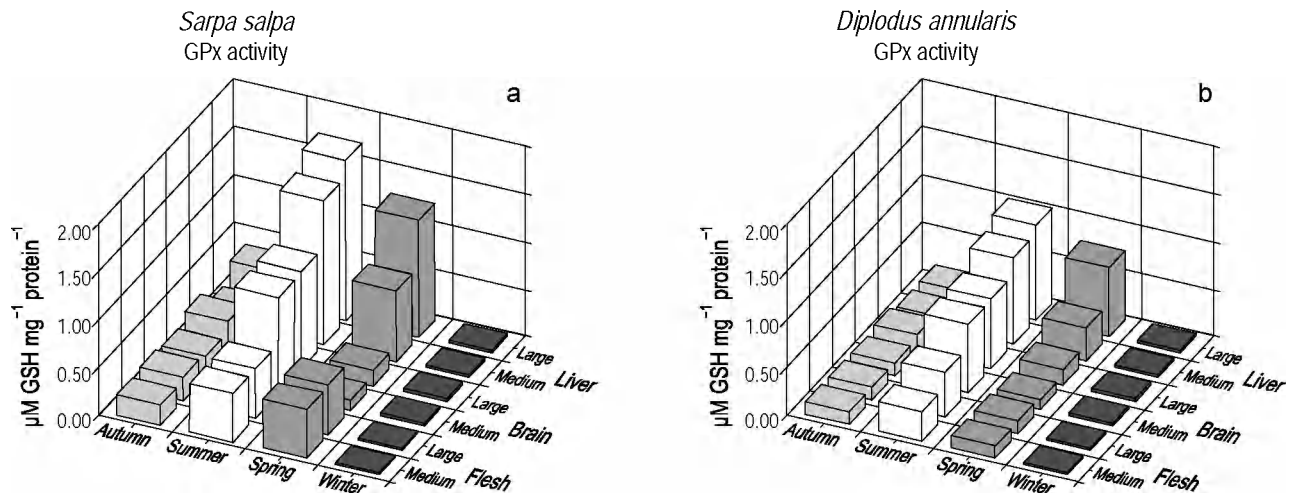 Sarpa salpa
GPx activity
a
µM GSH mg⁻¹ protein⁻¹
2.00
1.50
1.00
0.50
0.00
Autumn
Summer
Spring
Winter
Large
Medium
Liver
Large
Medium
Brain
Large
Medium
Flesh
Diplodus annularis
GPx activity
b
µM GSH mg⁻¹ protein⁻¹
2.00
1.50
1.00
0.50
0.00
Autumn
Summer
Spring
Winter
Large
Medium
Liver
Large
Medium
Brain
Large
Medium
Flesh